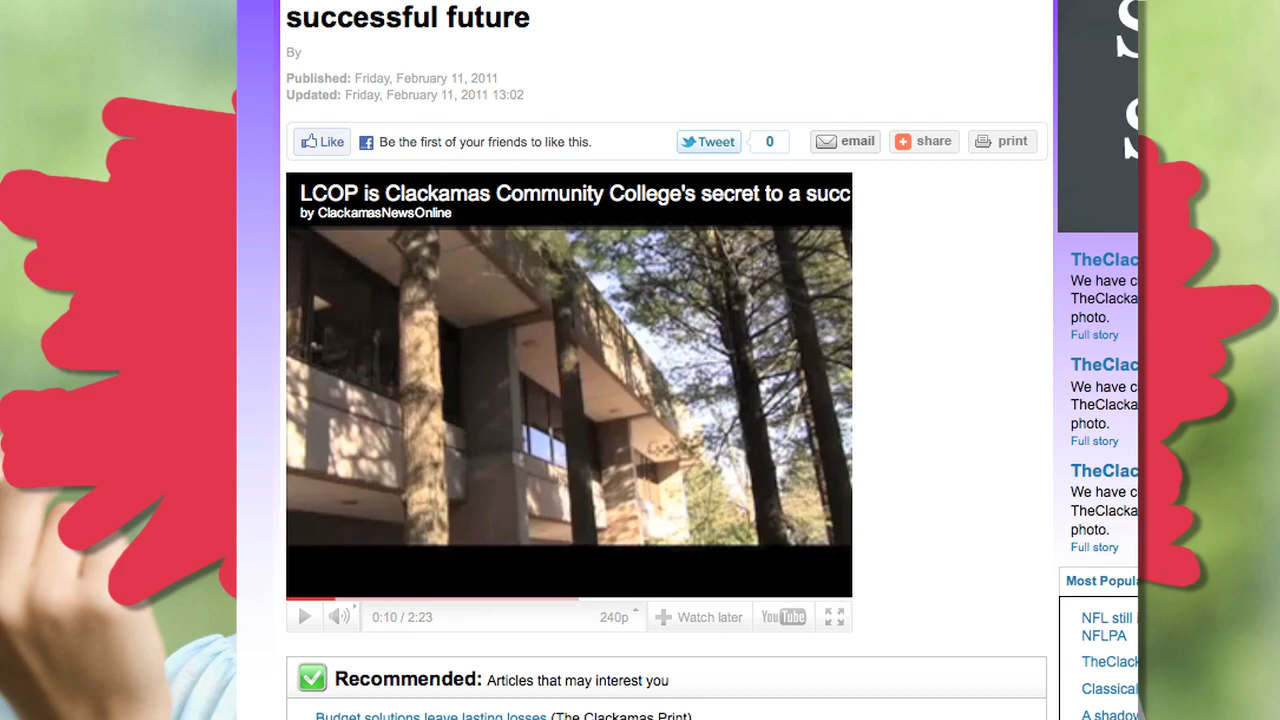 successful future
By
Published: Friday, February 11, 2011
Updated: Friday, February 11, 2011 13:02
Like
Be the first of your friends to like this.
Tweet
0
email
share
print
LCOP is Clackamas Community College's secret to a succ
by ClackamasNewsOnline
0:10 / 2:23
240p
Watch later
YouTube
Recommended: Articles that may interest you
Budget solutions leave lasting losses (The Clackamas Print)
S
S
TheClac
We have c
TheClacka
photo.
Full story
TheClac
We have c
TheClacka
photo.
Full story
TheClac
We have c
TheClacka
photo.
Full story
Most Popula
NFL still i
NFLPA
TheClack
Classical
A shadow